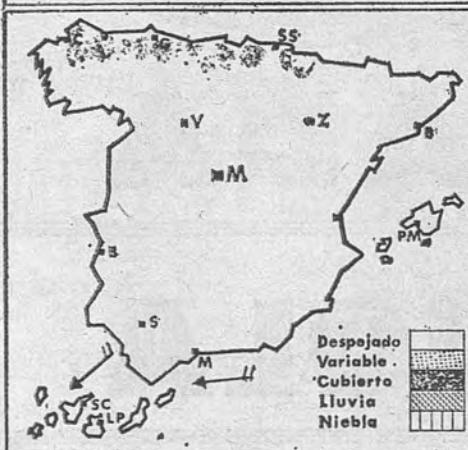 C
G
SS
V
Z
B
M
PM
B
S
M
SC
LP
Despejado
Variable
Cubierto
Lluvia
Niebla